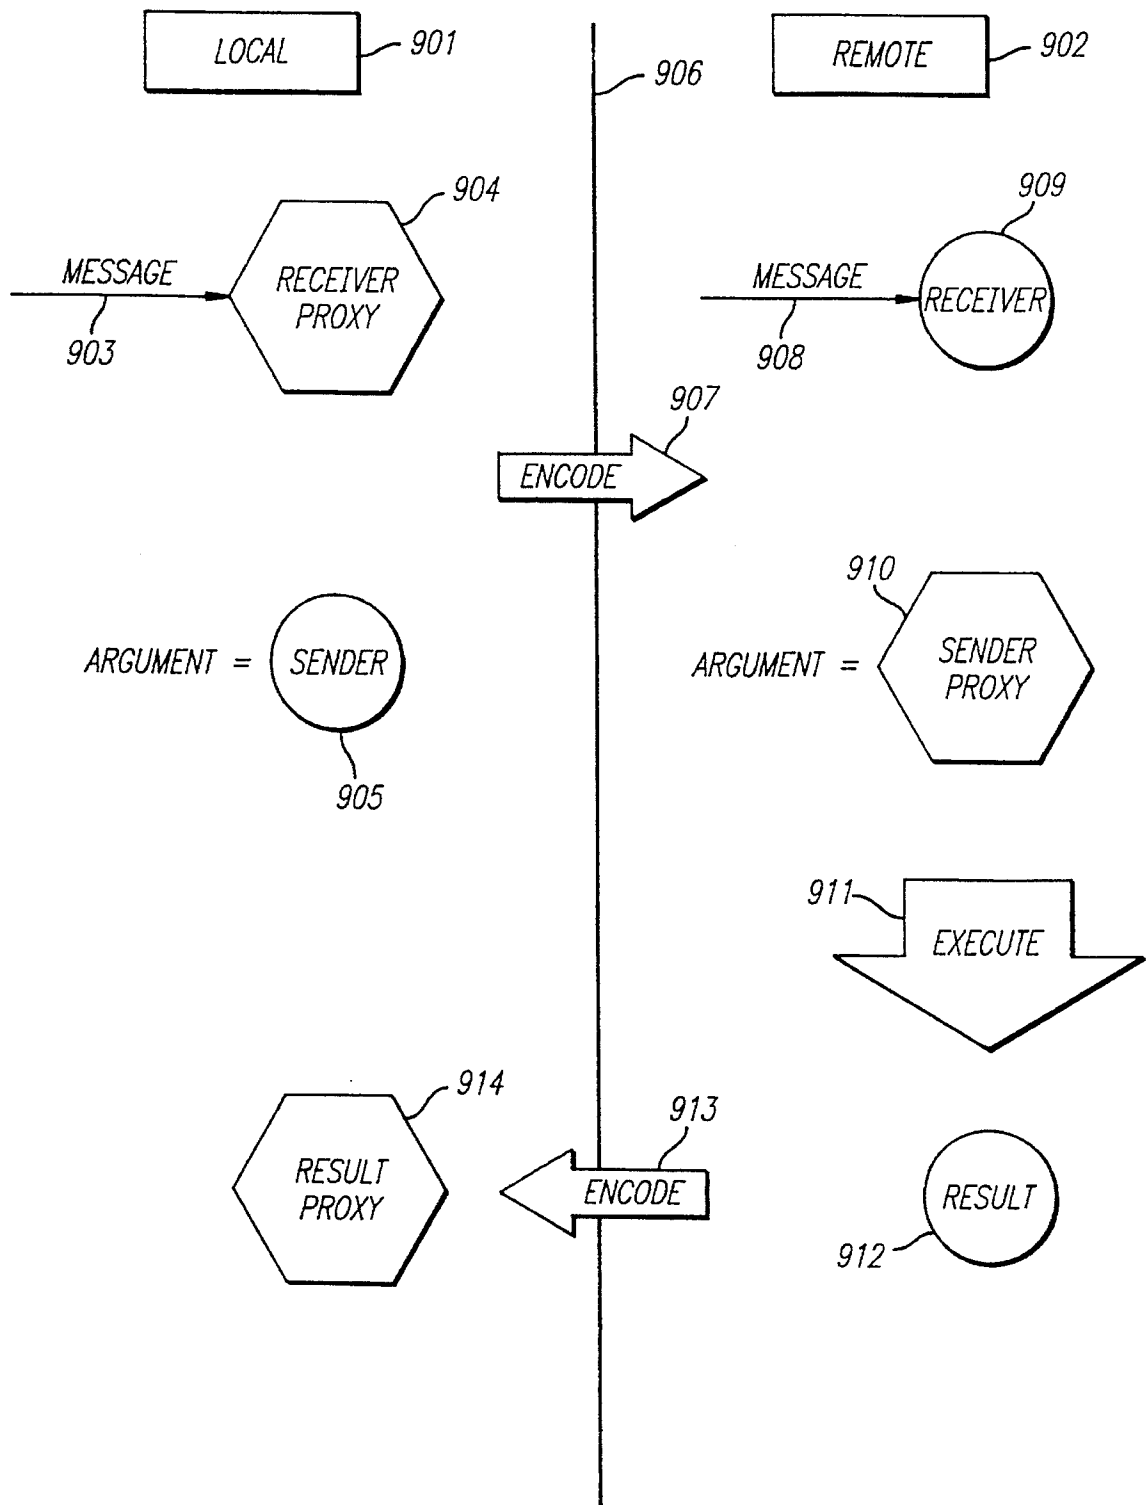 LOCAL
901
906
REMOTE
902
904
909
MESSAGE
903
RECEIVER
PROXY
MESSAGE
908
RECEIVER
907
ENCODE
910
ARGUMENT =
SENDER
905
ARGUMENT =
SENDER
PROXY
911
EXECUTE
914
913
RESULT
PROXY
ENCODE
RESULT
912